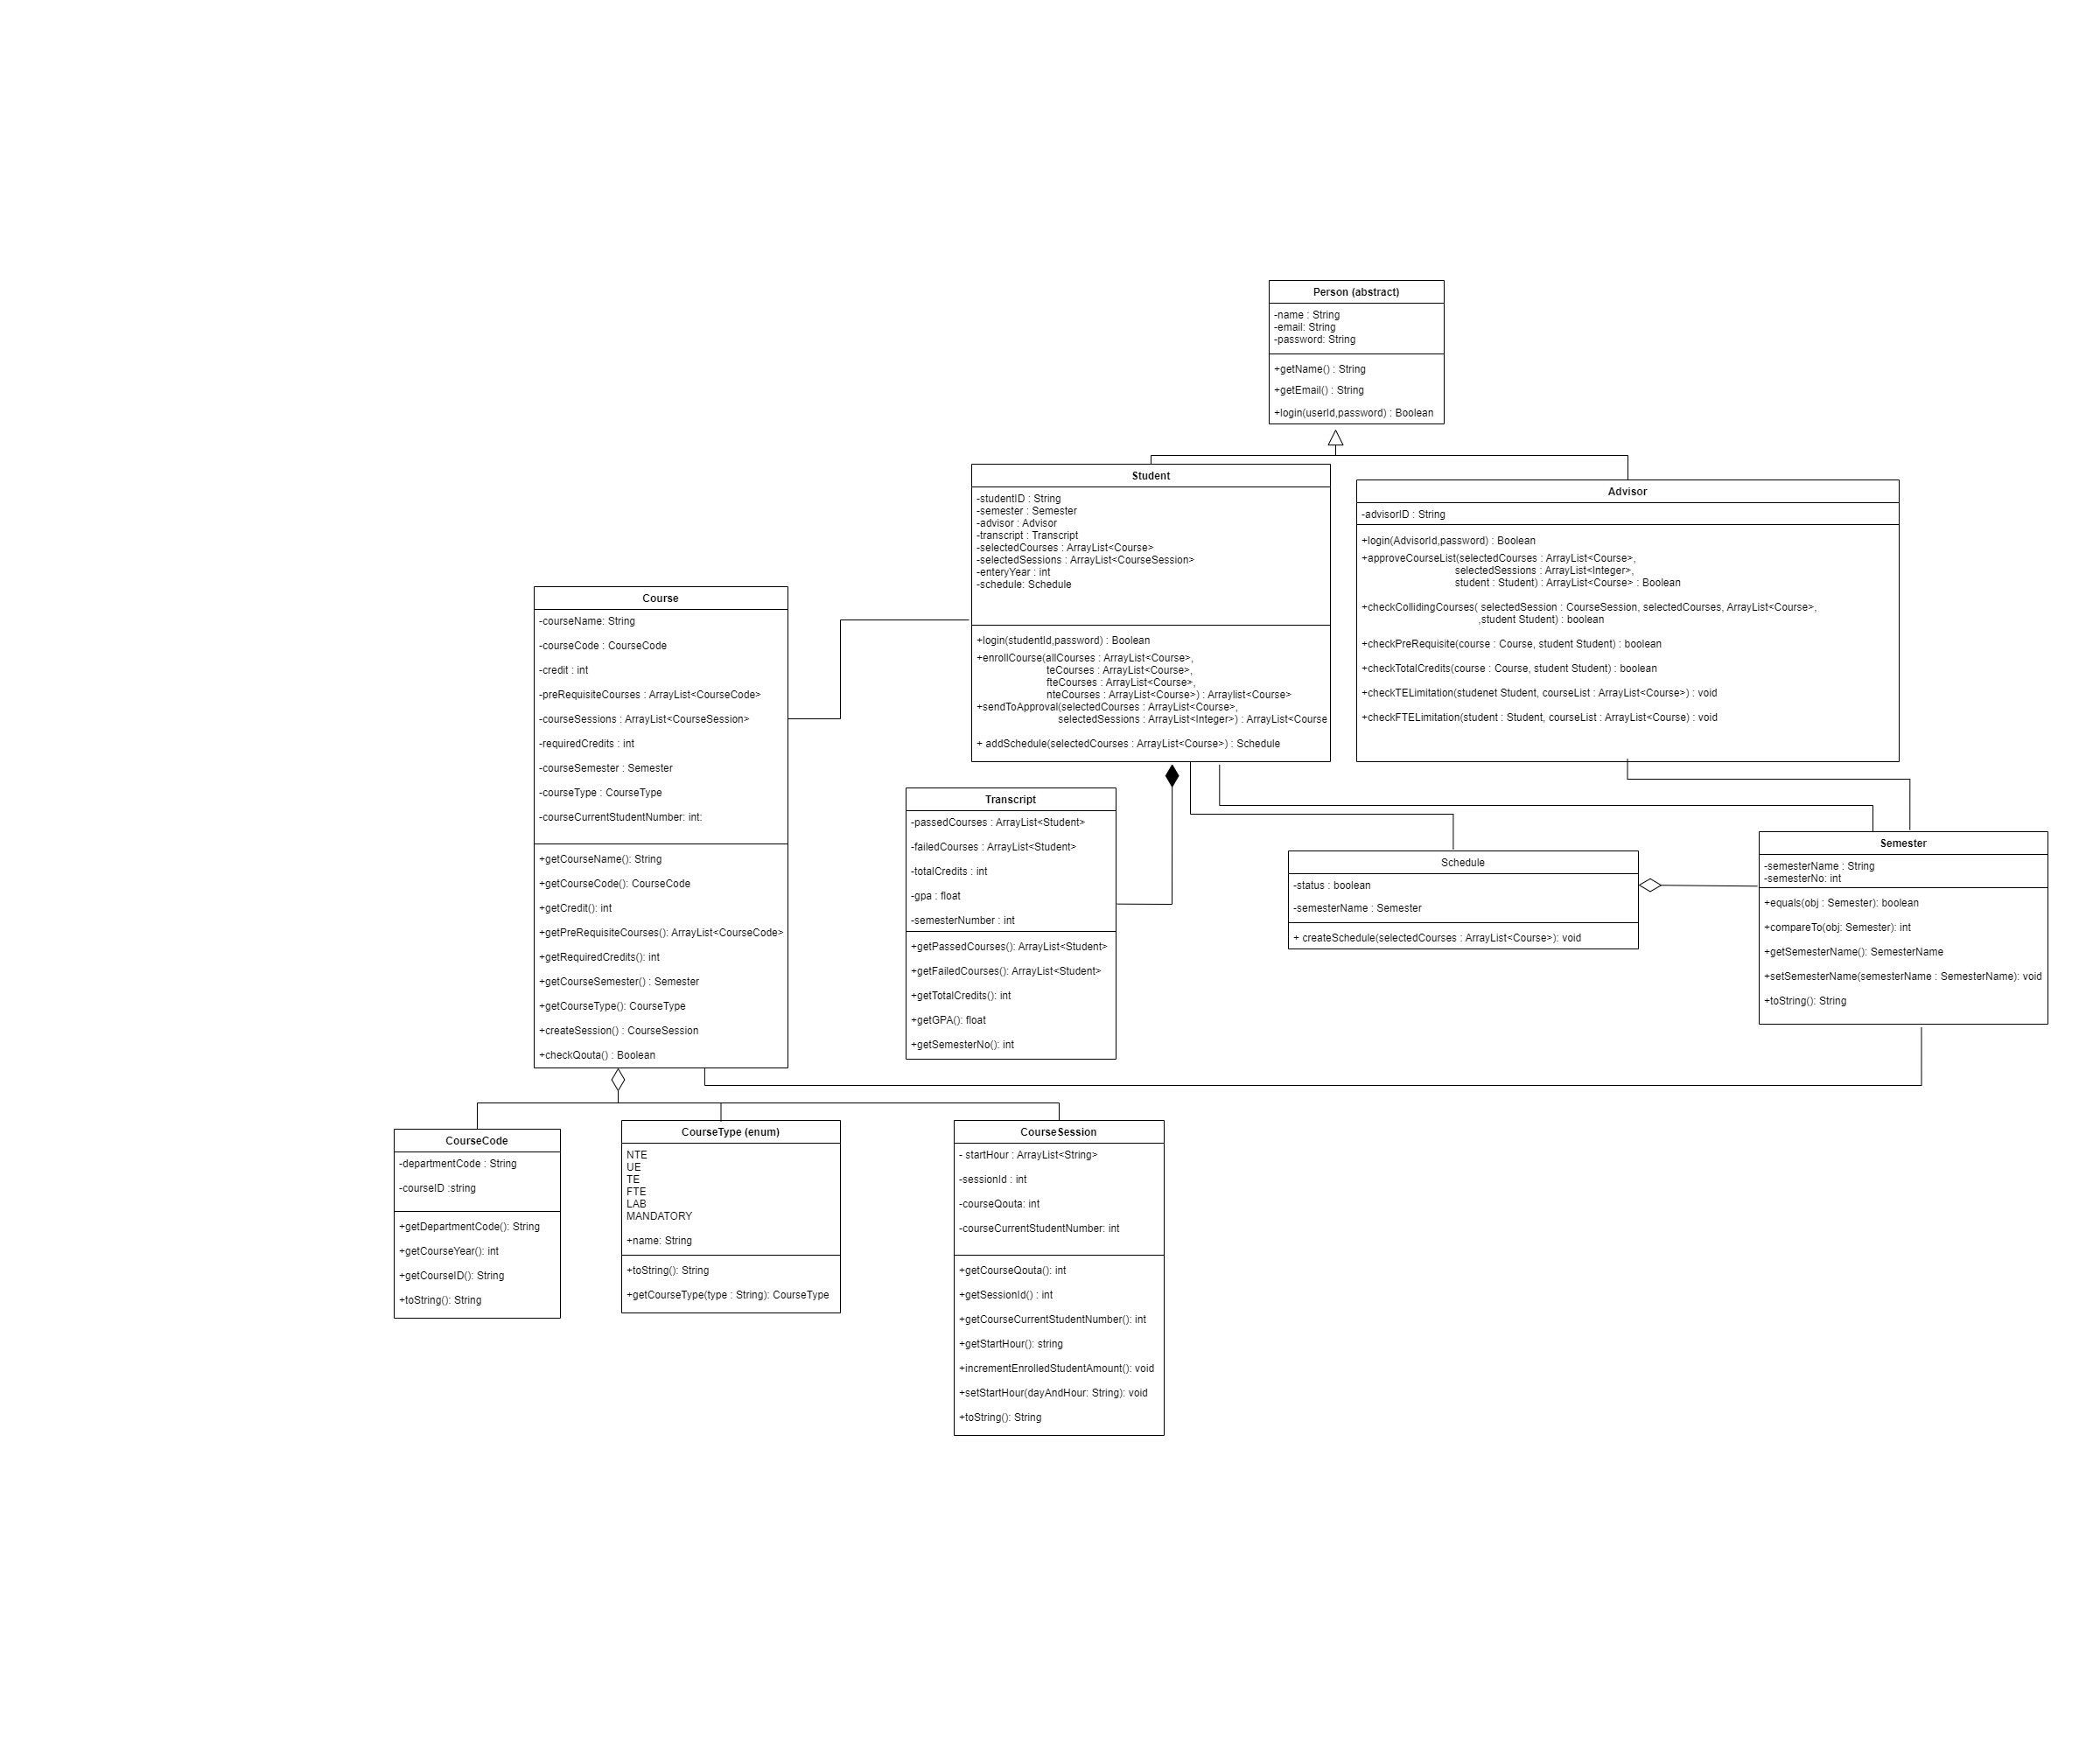 Person (abstract)
-name : String
-email: String
-password: String
+getName() : String
+getEmail() : String
+login(userId,password) : Boolean
Student
-studentID : String
-semester : Semester
-advisor : Advisor
-transcript : Transcript
-selectedCourses : ArrayList<Course>
-selectedSessions : ArrayList<CourseSession>
-enteryYear : int
-schedule: Schedule
+login(studentId,password) : Boolean
+enrollCourse(allCourses : ArrayList<Course>,
teCourses : ArrayList<Course>,
fteCourses : ArrayList<Course>,
nteCourses : ArrayList<Course>) : Arraylist<Course>
+sendToApproval(selectedCourses : ArrayList<Course>,
selectedSessions : ArrayList<Integer>) : ArrayList<Course
+ addSchedule(selectedCourses : ArrayList<Course>) : Schedule
Advisor
-advisorID : String
+login(AdvisorId,password) : Boolean
+approveCourseList(selectedCourses : ArrayList<Course>,
selectedSessions : ArrayList<Integer>,
student : Student) : ArrayList<Course> : Boolean
+checkCollidingCourses( selectedSession : CourseSession, selectedCourses, ArrayList<Course>,
,student Student) : boolean
+checkPreRequisite(course : Course, student Student) : boolean
+checkTotalCredits(course : Course, student Student) : boolean
+checkTELimitation(studenet Student, courseList : ArrayList<Course>) : void
+checkFTELimitation(student : Student, courseList : ArrayList<Course) : void
Course
-courseName: String
-courseCode : CourseCode
-credit : int
-preRequisiteCourses : ArrayList<CourseCode>
-courseSessions : ArrayList<CourseSession>
-requiredCredits : int
-courseSemester : Semester
-courseType : CourseType
-courseCurrentStudentNumber: int:
+getCourseName(): String
+getCourseCode(): CourseCode
+getCredit(): int
+getPreRequisiteCourses(): ArrayList<CourseCode>
+getRequiredCredits(): int
+getCourseSemester() : Semester
+getCourseType(): CourseType
+createSession() : CourseSession
+checkQouta() : Boolean
Transcript
-passedCourses : ArrayList<Student>
-failedCourses : ArrayList<Student>
-totalCredits : int
-gpa : float
-semesterNumber : int
+getPassedCourses(): ArrayList<Student>
+getFailedCourses(): ArrayList<Student>
+getTotalCredits(): int
+getGPA(): float
+getSemesterNo(): int
Schedule
-status : boolean
-semesterName : Semester
+ createSchedule(selectedCourses : ArrayList<Course>): void
Semester
-semesterName : String
-semesterNo: int
+equals(obj : Semester): boolean
+compareTo(obj: Semester): int
+getSemesterName(): SemesterName
+setSemesterName(semesterName : SemesterName): void
+toString(): String
CourseCode
-departmentCode : String
-courseID :string
+getDepartmentCode(): String
+getCourseYear(): int
+getCourseID(): String
+toString(): String
CourseType (enum)
NTE
UE
TE
FTE
LAB
MANDATORY
+name: String
+toString(): String
+getCourseType(type : String): CourseType
CourseSession
- startHour : ArrayList<String>
-sessionId : int
-courseQouta: int
-courseCurrentStudentNumber: int
+getCourseQouta(): int
+getSessionId() : int
+getCourseCurrentStudentNumber(): int
+getStartHour(): string
+incrementEnrolledStudentAmount(): void
+setStartHour(dayAndHour: String): void
+toString(): String